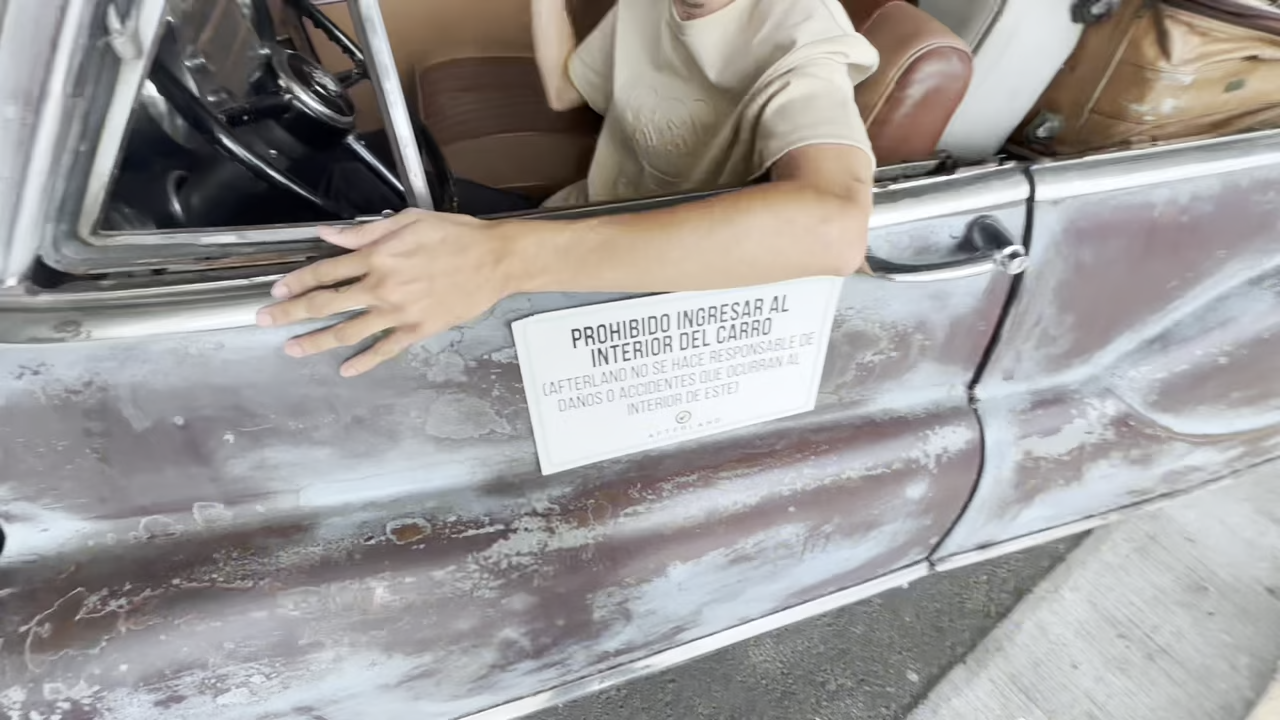 PROHIBIDO INGRESAR AL
INTERIOR DEL CARRO
(AFTERLAND NO SE HACE RESPONSABLE DE
DAÑOS O ACCIDENTES QUE OCURRAN AL
INTERIOR DE ESTE)
AFTERLAND